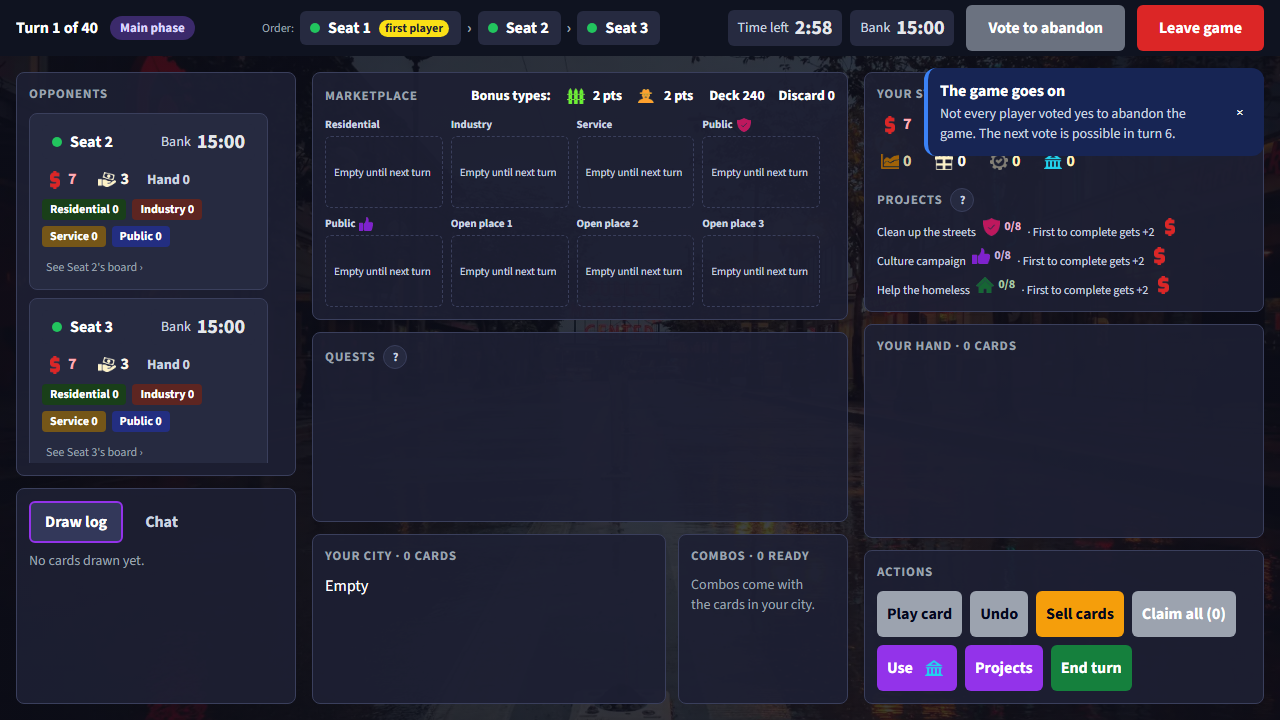 Turn 1 of 40 Main phase Order: Seat 1 first player › Seat 2 › Seat 3 Time left 2:58 Bank 15:00 Vote to abandon Leave game
OPPONENTS
Seat 2 Bank 15:00
7 3 Hand 0
Residential 0 Industry 0
Service 0 Public 0
See Seat 2's board ›
Seat 3 Bank 15:00
7 3 Hand 0
Residential 0 Industry 0
Service 0 Public 0
See Seat 3's board ›
Draw log Chat
No cards drawn yet.
MARKETPLACE Bonus types: 2 pts 2 pts Deck 240 Discard 0
Residential Industry Service Public
Empty until next turn Empty until next turn Empty until next turn Empty until next turn
Public Open place 1 Open place 2 Open place 3
Empty until next turn Empty until next turn Empty until next turn Empty until next turn
QUESTS ?
YOUR CITY · 0 CARDS
Empty
COMBOS · 0 READY
Combos come with
the cards in your city.
YOUR S
The game goes on
Not every player voted yes to abandon the
game. The next vote is possible in turn 6.
×
7
0 0 0 0
PROJECTS ?
Clean up the streets 0/8 · First to complete gets +2
Culture campaign 0/8 · First to complete gets +2
Help the homeless 0/8 · First to complete gets +2
YOUR HAND · 0 CARDS
ACTIONS
Play card Undo Sell cards Claim all (0)
Use Projects End turn